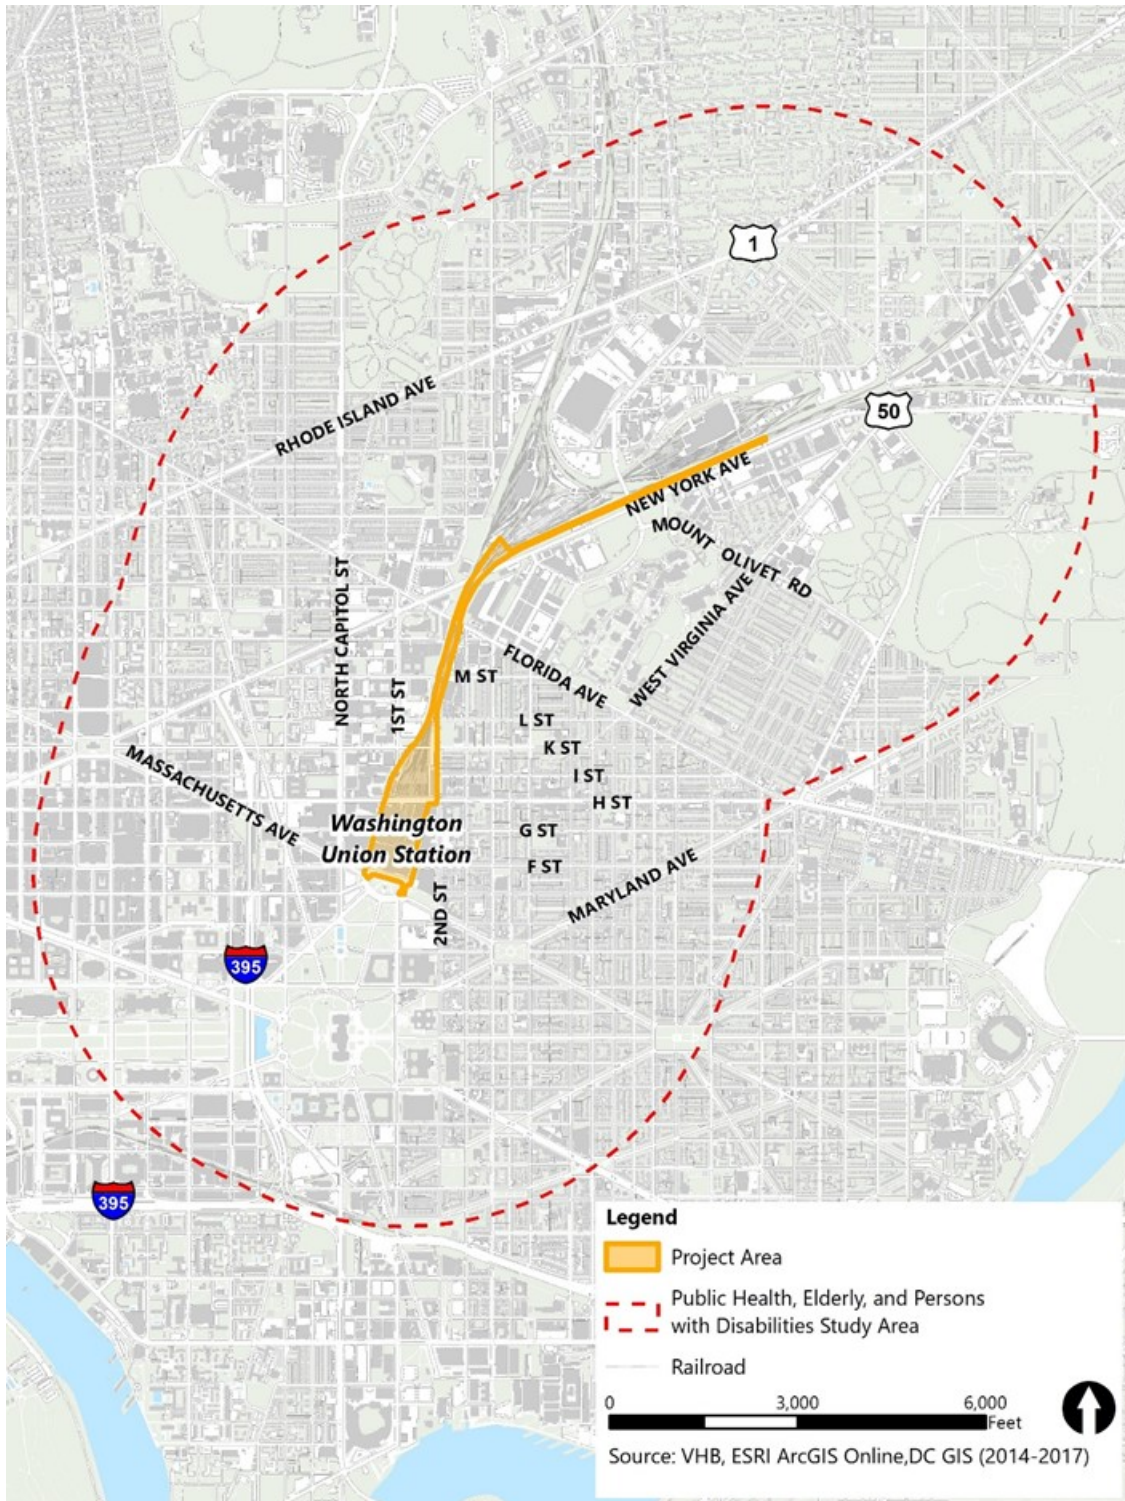 1
RHODE ISLAND AVE
50
NEW YORK AVE
MOUNT OLIVET RD
NORTH CAPITOL ST
WEST VIRGINIA AVE
FLORIDA AVE
M ST
1ST ST
L ST
K ST
MASSACHUSETTS AVE
I ST
H ST
Washington
Union Station
G ST
F ST
MARYLAND AVE
2ND ST
395
395
Legend
Project Area
Public Health, Elderly, and Persons
with Disabilities Study Area
Railroad
0 3,000 6,000
Feet
Source: VHB, ESRI ArcGIS Online,DC GIS (2014-2017)